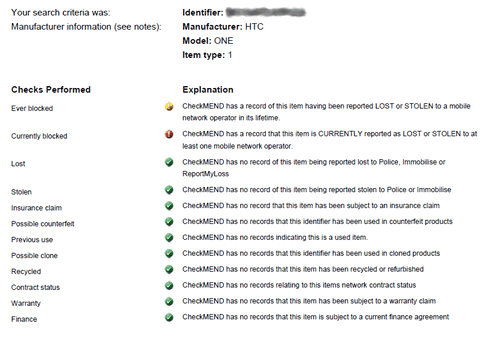 Your search criteria was: Identifier:
Manufacturer information (see notes): Manufacturer: HTC
Model: ONE
Item type: 1
Checks Performed Explanation
Ever blocked CheckMEND has a record of this item having been reported LOST or STOLEN to a mobile
network operator in its lifetime.
Currently blocked CheckMEND has a record that this item is CURRENTLY reported as LOST or STOLEN to at
least one mobile network operator.
Lost CheckMEND has no record of this item being reported lost to Police, Immobilise or
ReportMyLoss
Stolen CheckMEND has no record of this item being reported stolen to Police or Immobilise
Insurance claim CheckMEND has no record that this item has been subject to an insurance claim
Possible counterfeit CheckMEND has no records that this identifier has been used in counterfeit products
Previous use CheckMEND has no records indicating this is a used item.
Possible clone CheckMEND has no records that this identifier has been used in cloned products
Recycled CheckMEND has no records that this item has been recycled or refurbished
Contract status CheckMEND has no records relating to this items network contract status
Warranty CheckMEND has no records that this item has been subject to a warranty claim
Finance CheckMEND has no records that this item is subject to a current finance agreement